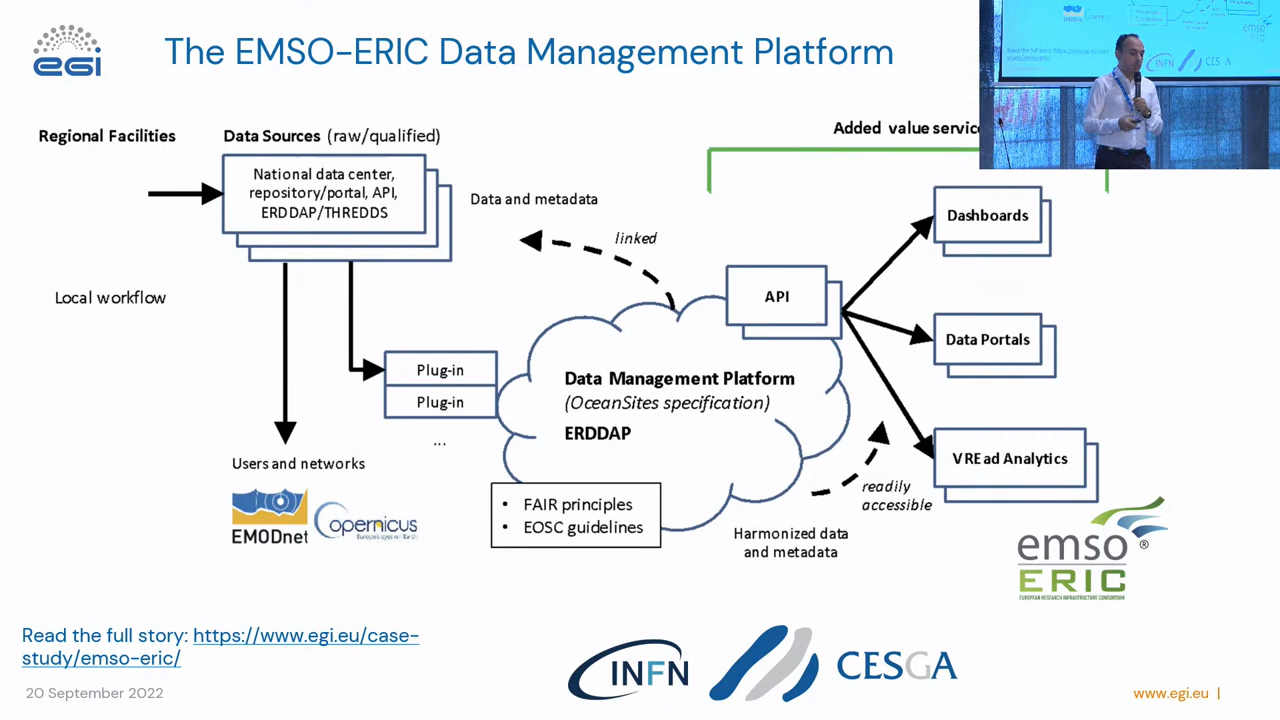 egi
The EMSO-ERIC Data Management Platform
Regional Facilities
Data Sources (raw/qualified)
Added value servic
National data center,
repository/portal, API,
ERDDAP/THREDDS
Data and metadata
linked
Dashboards
Local workflow
API
Data Portals
Plug-in
Plug-in
...
Data Management Platform
(OceanSites specification)
ERDDAP
VREad Analytics
Users and networks
EMODnet
Copernicus
Europe's eyes on Earth
• FAIR principles
• EOSC guidelines
readily
accessible
Harmonized data
and metadata
emso ®
ERIC
EUROPEAN RESEARCH INFRASTRUCTURE CONSORTIUM
Read the full story: https://www.egi.eu/case-
study/emso-eric/
INFN
CESGA
20 September 2022
www.egi.eu |